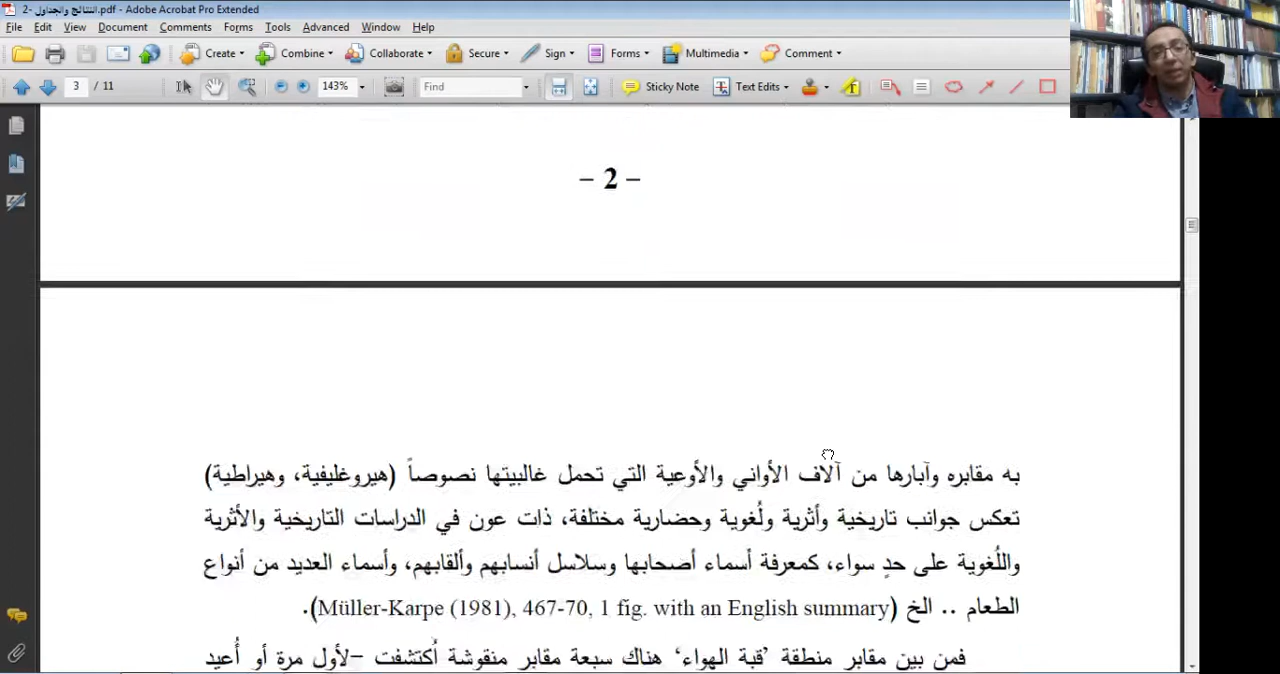 2- النتائج والجداول.pdf - Adobe Acrobat Pro Extended
File Edit View Document Comments Forms Tools Advanced Window Help
Create Combine Collaborate Secure Sign Forms Multimedia Comment
3 / 11 143% Find Sticky Note Text Edits
– 2 –
به مقابره وآبارها من آلاف الأواني والأوعية التي تحمل غالبيتها نصوصاً (هيروغليفية، وهيراطية)
تعكس جوانب تاريخية وأثرية ولُغوية وحضارية مختلفة، ذات عون في الدراسات التاريخية والأثرية
واللُغوية على حدٍ سواء، كمعرفة أسماء أصحابها وسلاسل أنسابهم وألقابهم، وأسماء العديد من أنواع
الطعام .. الخ (Müller-Karpe (1981), 467-70, 1 fig. with an English summary).
فمن بين مقابر منطقة ’قبة الهواء‘ هناك سبعة مقابر منقوشة اُكتشفت –لأول مرة أو أُعيد